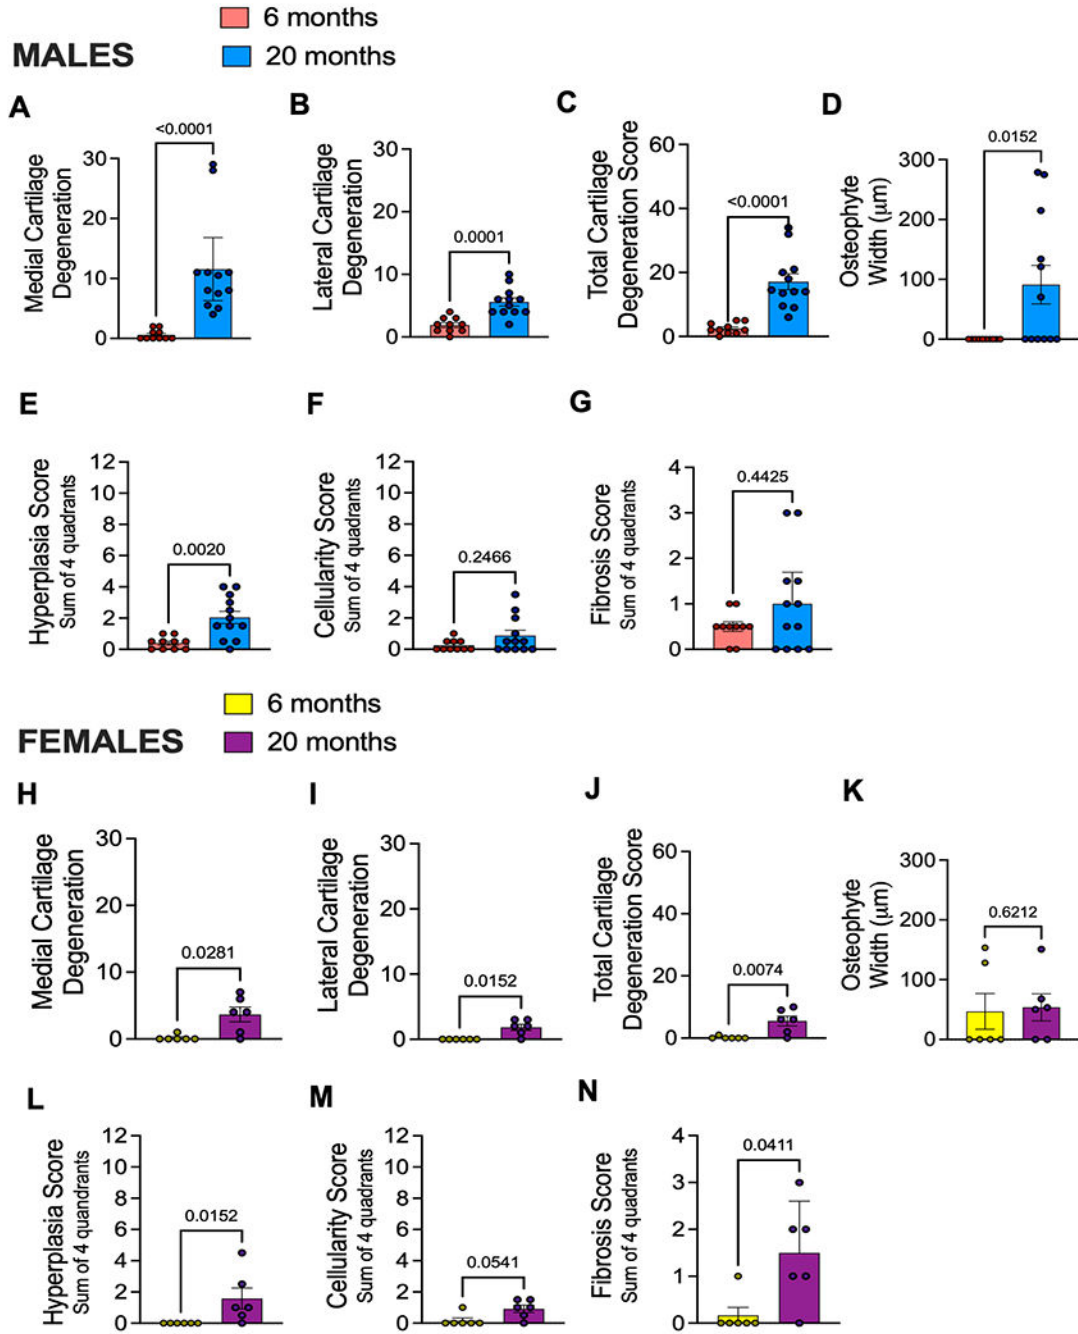 6 months
MALES
20 months
A
Medial Cartilage
Degeneration
30
20
10
0
<0.0001
B
Lateral Cartilage
Degeneration
30
20
10
0
0.0001
C
Total Cartilage
Degeneration Score
60
40
20
0
<0.0001
D
Osteophyte
Width (μm)
300
200
100
0
0.0152
E
Hyperplasia Score
Sum of 4 quadrants
12
10
8
6
4
2
0
0.0020
F
Cellularity Score
Sum of 4 quadrants
12
10
8
6
4
2
0
0.2466
G
Fibrosis Score
Sum of 4 quadrants
4
3
2
1
0
0.4425
6 months
FEMALES
20 months
H
Medial Cartilage
Degeneration
30
20
10
0
0.0281
I
Lateral Cartilage
Degeneration
30
20
10
0
0.0152
J
Total Cartilage
Degeneration Score
60
40
20
0
0.0074
K
Osteophyte
Width (μm)
300
200
100
0
0.6212
L
Hyperplasia Score
Sum of 4 quandrants
12
10
8
6
4
2
0
0.0152
M
Cellularity Score
Sum of 4 quadrants
12
10
8
6
4
2
0
0.0541
N
Fibrosis Score
Sum of 4 quadrants
4
3
2
1
0
0.0411